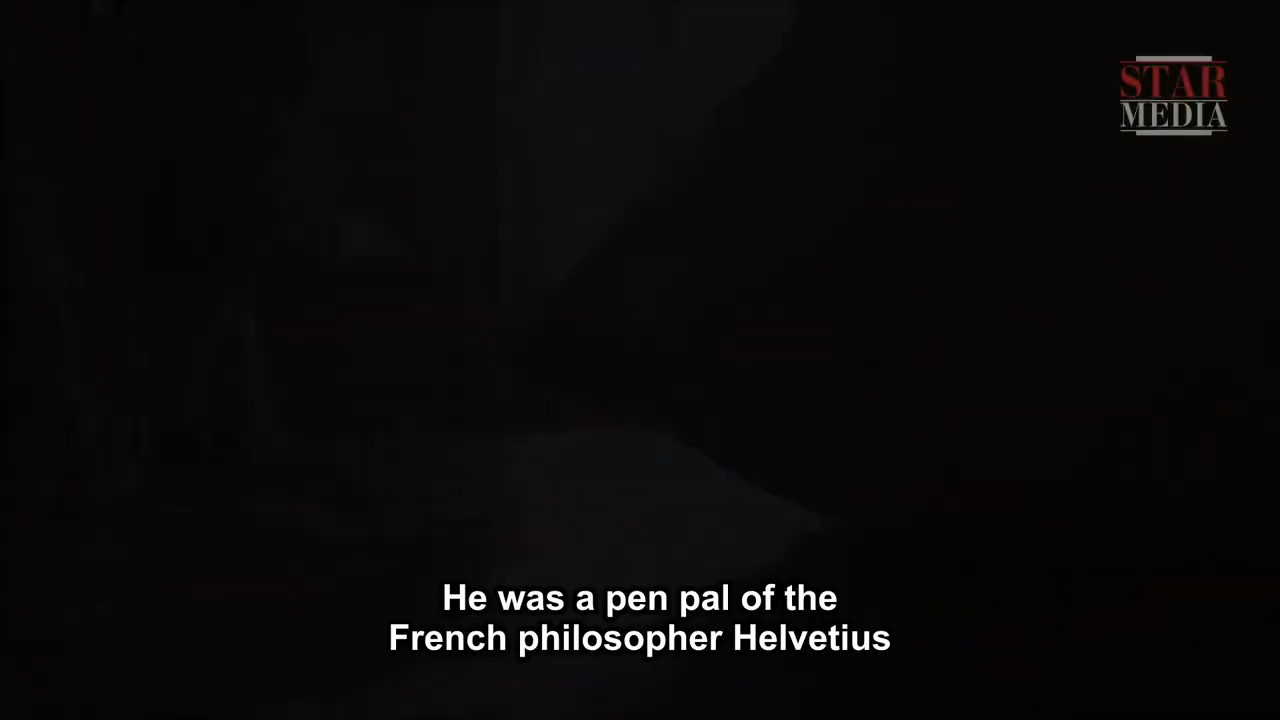 STAR
MEDIA
He was a pen pal of the
French philosopher Helvetius